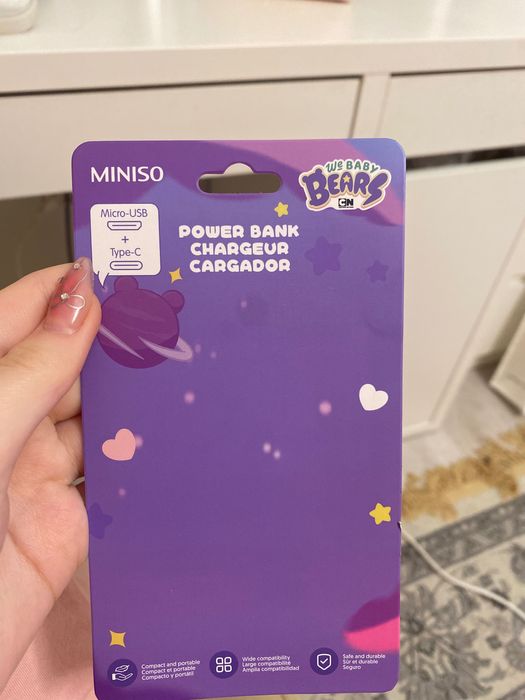 MINISO
WE BABY
BEARS
CN
Micro-USB
+
Type-C
POWER BANK
CHARGEUR
CARGADOR
Compact and portable
Compact et portable
Compacto y portátil
Wide compatibility
Large compatibilité
Amplia compatibilidad
Safe and durable
Sûr et durable
Seguro